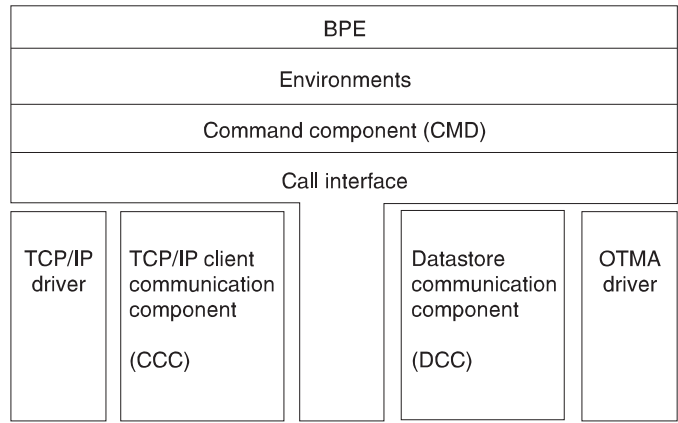 BPE
Environments
Command component (CMD)
Call interface
TCP/IP
driver
TCP/IP client
communication
component
(CCC)
Datastore
communication
component
(DCC)
OTMA
driver